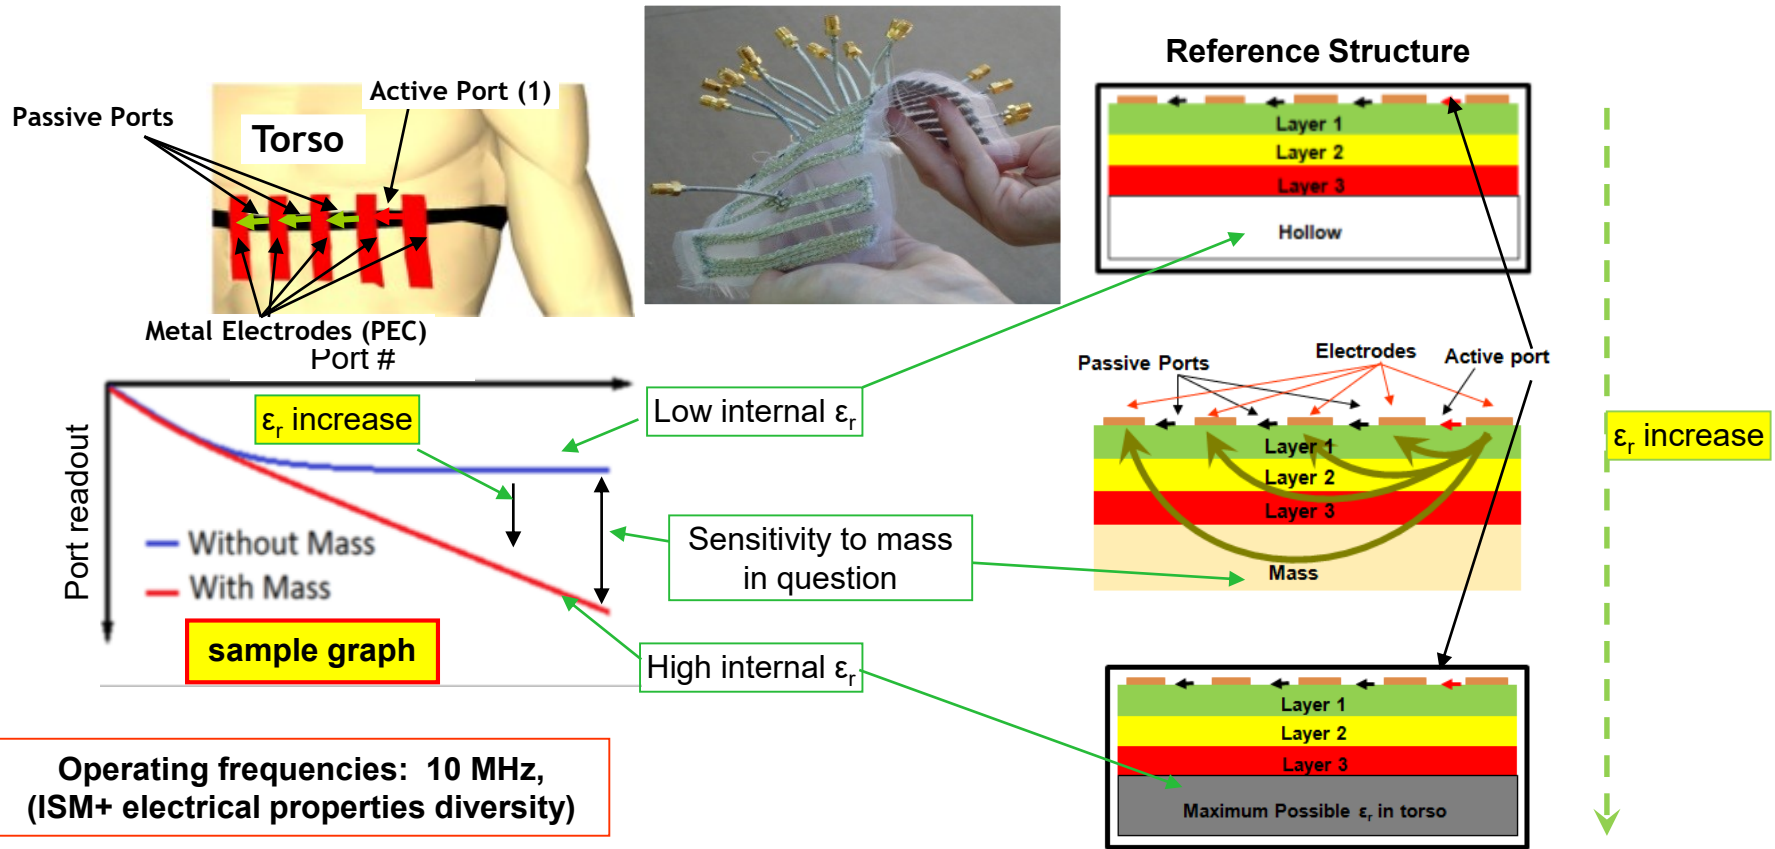 Active Port (1)
Passive Ports
Torso
Metal Electrodes (PEC)
Reference Structure
Layer 1
Layer 2
Layer 3
Hollow
Port #
Port readout
εr increase
Low internal εr
Without Mass
With Mass
Sensitivity to mass
in question
sample graph
High internal εr
Passive Ports
Electrodes
Active port
Layer 1
Layer 2
Layer 3
Mass
εr increase
Layer 1
Layer 2
Layer 3
Maximum Possible εr in torso
Operating frequencies: 10 MHz,
(ISM+ electrical properties diversity)